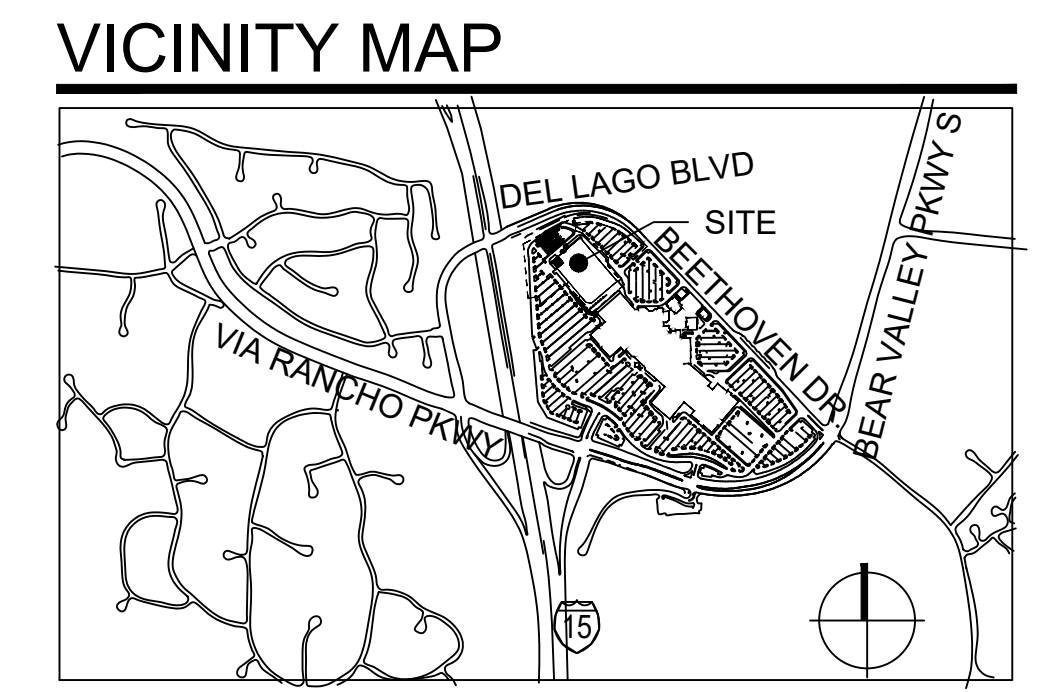 VICINITY MAP
DEL LAGO BLVD
SITE
BEETHOVEN DR
BEAR VALLEY PKWY S
VIA RANCHO PKWY
15